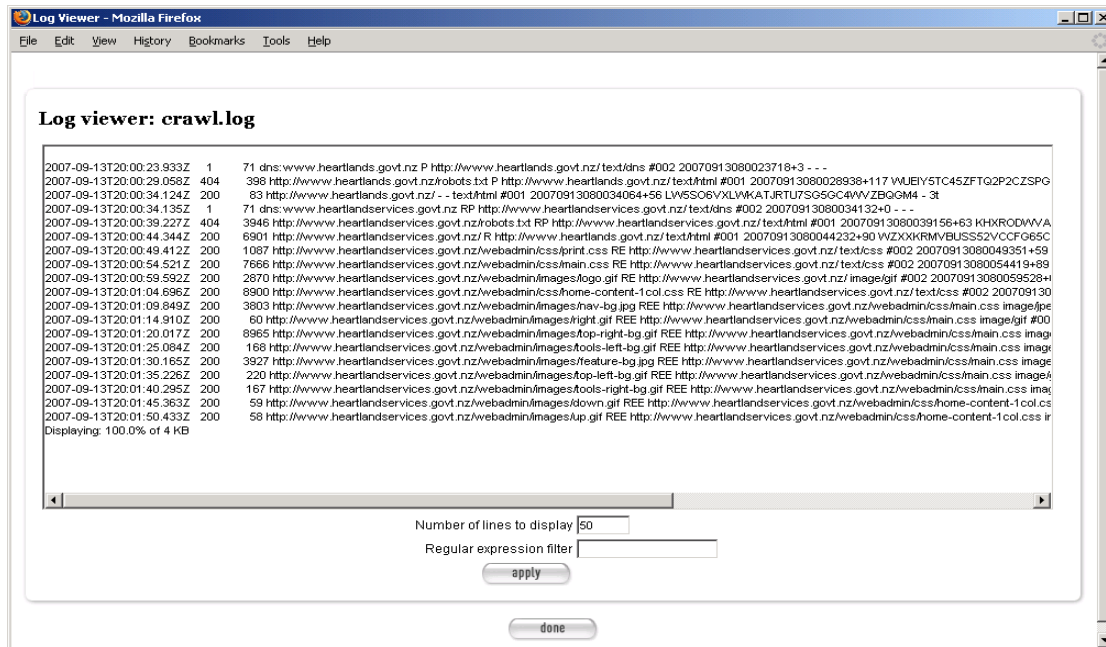 Log Viewer - Mozilla Firefox
File Edit View History Bookmarks Tools Help
Log viewer: crawl.log
2007-09-13T20:00:23.933Z 1 71 dns:www.heartlands.govt.nz P http://www.heartlands.govt.nz/ text/dns #002 20070913080023718+3 - - -
2007-09-13T20:00:29.058Z 404 398 http://www.heartlands.govt.nz/robots.txt P http://www.heartlands.govt.nz/ text/html #001 20070913080028938+117 WUEIY5TC45ZFTQ2P2CZSPG
2007-09-13T20:00:34.124Z 200 83 http://www.heartlands.govt.nz/ - - text/html #001 20070913080034064+56 LW5SO6VXLWKATJRTU7SG5GC4WVZBQGM4 - 3t
2007-09-13T20:00:34.135Z 1 71 dns:www.heartlandservices.govt.nz RP http://www.heartlandservices.govt.nz/ text/dns #002 20070913080034132+0 - - -
2007-09-13T20:00:39.227Z 404 3946 http://www.heartlandservices.govt.nz/robots.txt RP http://www.heartlandservices.govt.nz/ text/html #001 20070913080039156+63 KHXRODWVA
2007-09-13T20:00:44.344Z 200 6901 http://www.heartlandservices.govt.nz/ R http://www.heartlands.govt.nz/ text/html #001 20070913080044232+90 WZXXKRMVBUSS52VCCFG65C
2007-09-13T20:00:49.412Z 200 1087 http://www.heartlandservices.govt.nz/webadmin/css/print.css RE http://www.heartlandservices.govt.nz/ text/css #002 20070913080049351+59
2007-09-13T20:00:54.521Z 200 7666 http://www.heartlandservices.govt.nz/webadmin/css/main.css RE http://www.heartlandservices.govt.nz/ text/css #002 20070913080054419+89
2007-09-13T20:00:59.592Z 200 2870 http://www.heartlandservices.govt.nz/webadmin/images/logo.gif RE http://www.heartlandservices.govt.nz/ image/gif #002 20070913080059528+
2007-09-13T20:01:04.696Z 200 8900 http://www.heartlandservices.govt.nz/webadmin/css/home-content-1col.css RE http://www.heartlandservices.govt.nz/ text/css #002 200709130
2007-09-13T20:01:09.849Z 200 3803 http://www.heartlandservices.govt.nz/webadmin/images/nav-bg.jpg REE http://www.heartlandservices.govt.nz/webadmin/css/main.css image/jpe
2007-09-13T20:01:14.910Z 200 60 http://www.heartlandservices.govt.nz/webadmin/images/right.gif REE http://www.heartlandservices.govt.nz/webadmin/css/main.css image/gif #00
2007-09-13T20:01:20.017Z 200 8965 http://www.heartlandservices.govt.nz/webadmin/images/top-right-bg.gif REE http://www.heartlandservices.govt.nz/webadmin/css/main.css image
2007-09-13T20:01:25.084Z 200 168 http://www.heartlandservices.govt.nz/webadmin/images/tools-left-bg.gif REE http://www.heartlandservices.govt.nz/webadmin/css/main.css image
2007-09-13T20:01:30.165Z 200 3927 http://www.heartlandservices.govt.nz/webadmin/images/feature-bg.jpg REE http://www.heartlandservices.govt.nz/webadmin/css/main.css image
2007-09-13T20:01:35.226Z 200 220 http://www.heartlandservices.govt.nz/webadmin/images/top-left-bg.gif REE http://www.heartlandservices.govt.nz/webadmin/css/main.css image/
2007-09-13T20:01:40.295Z 200 167 http://www.heartlandservices.govt.nz/webadmin/images/tools-right-bg.gif REE http://www.heartlandservices.govt.nz/webadmin/css/main.css imag
2007-09-13T20:01:45.363Z 200 59 http://www.heartlandservices.govt.nz/webadmin/images/down.gif REE http://www.heartlandservices.govt.nz/webadmin/css/home-content-1col.cs
2007-09-13T20:01:50.433Z 200 58 http://www.heartlandservices.govt.nz/webadmin/images/up.gif REE http://www.heartlandservices.govt.nz/webadmin/css/home-content-1col.css ir
Displaying: 100.0% of 4 KB
Number of lines to display 50
Regular expression filter
apply
done